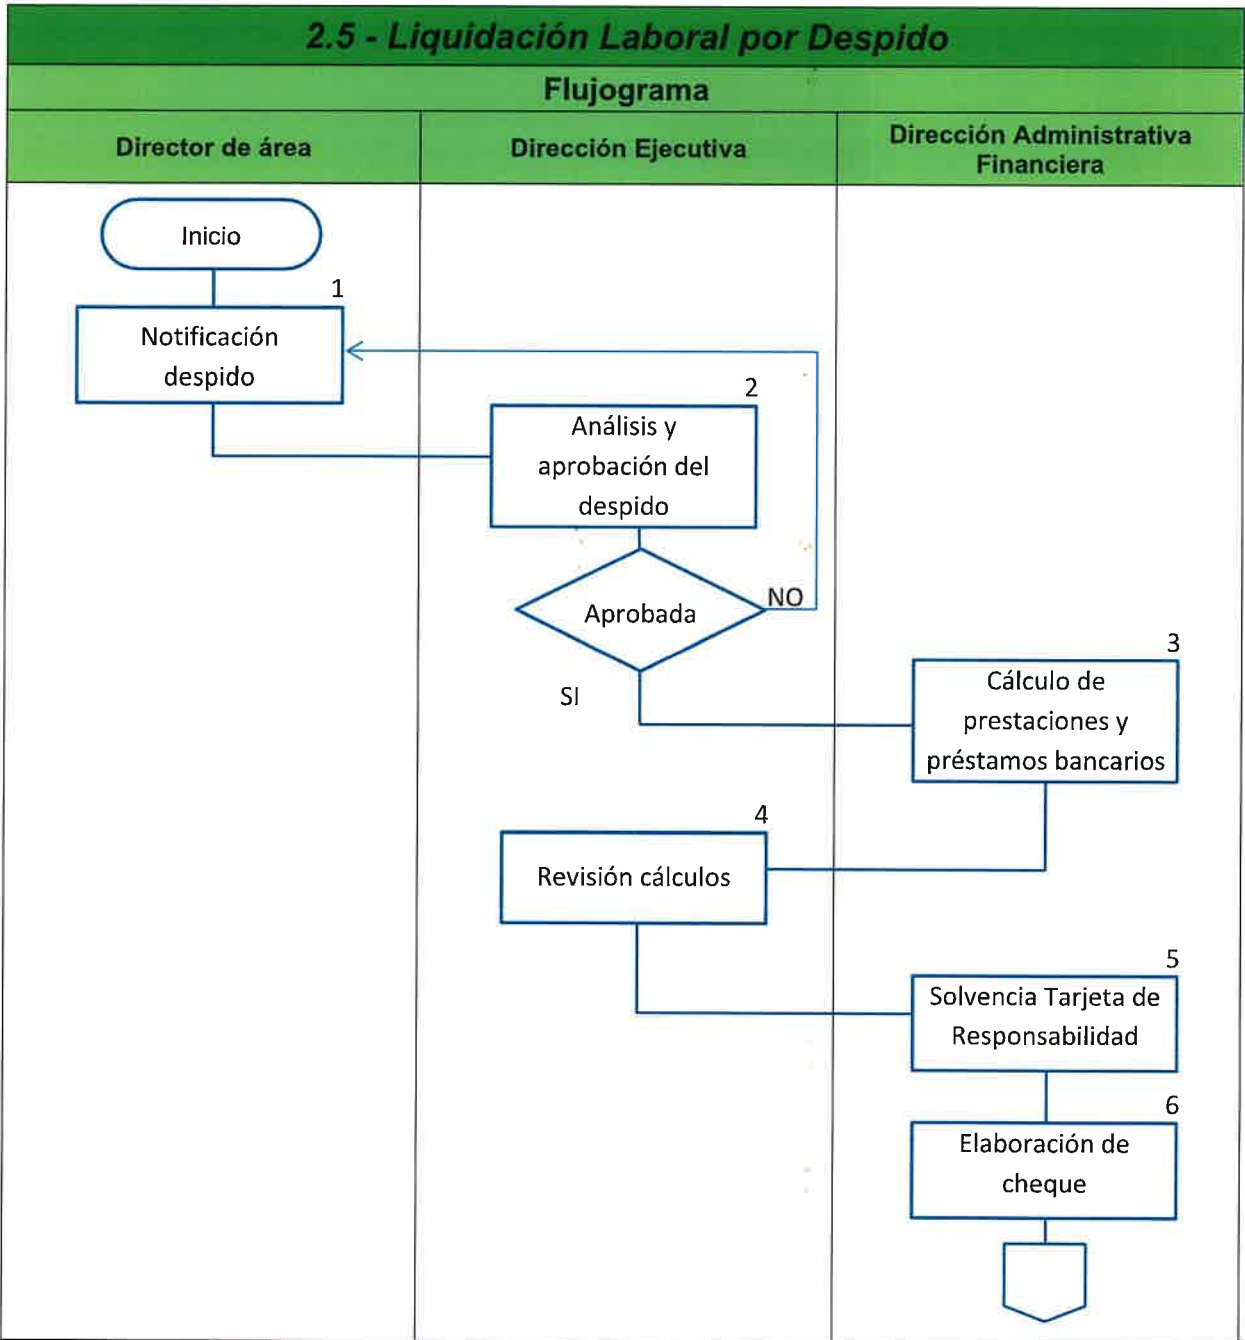 2.5 - Liquidación Laboral por Despido
Flujograma
Director de área
Dirección Ejecutiva
Dirección Administrativa
Financiera
Inicio
1
Notificación
despido
2
Análisis y
aprobación del
despido
Aprobada
NO
SI
3
Cálculo de
prestaciones y
préstamos bancarios
4
Revisión cálculos
5
Solvencia Tarjeta de
Responsabilidad
6
Elaboración de
cheque